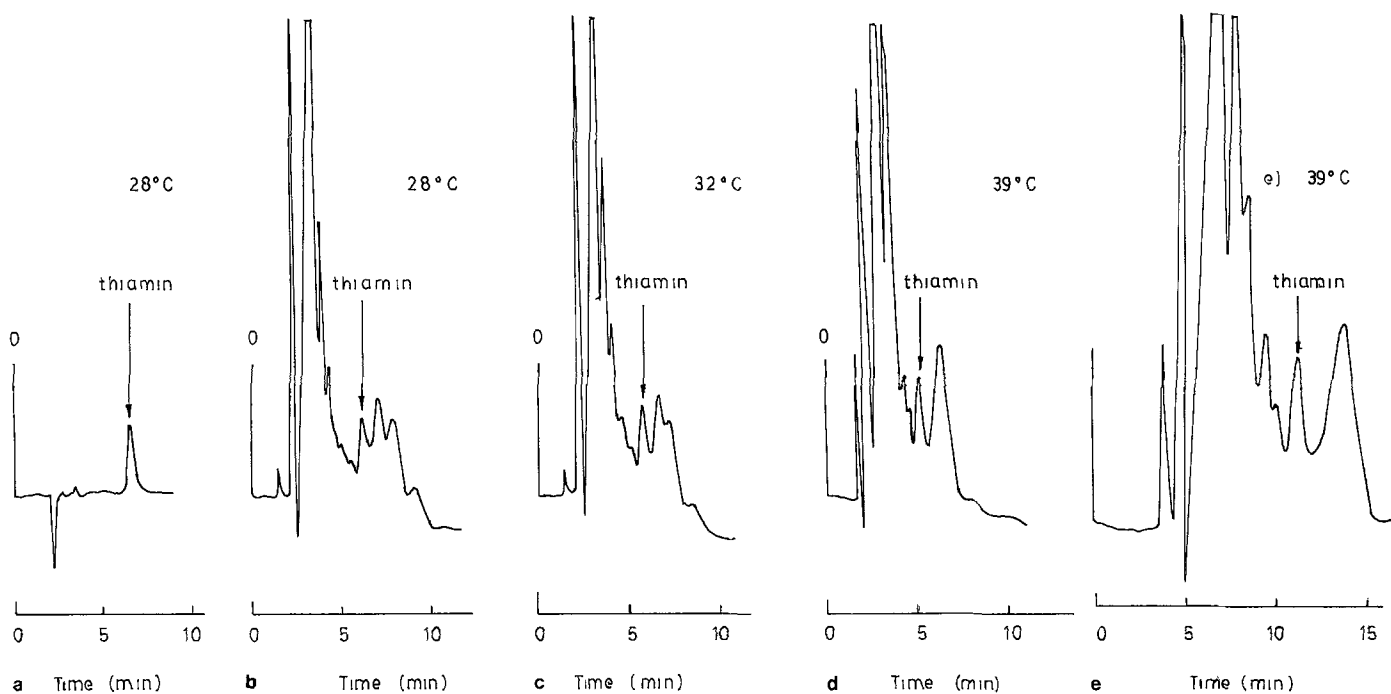 28°C
thiamin
0
0 5 10
a Time (min)
28°C
thiamin
0
0 5 10
b Time (min)
32°C
thiamin
0
0 5 10
c Time (min)
39°C
thiamin
0
0 5 10
d Time (min)
e) 39°C
thiamin
0 5 10 15
e Time (min)